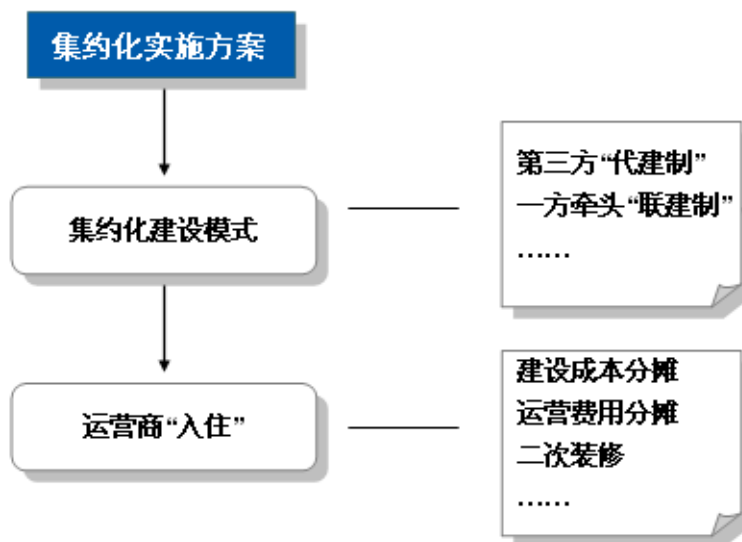 集约化实施方案
集约化建设模式
第三方“代建制”
一方牵头“联建制”
……
运营商“入住”
建设成本分摊
运营费用分摊
二次装修
……